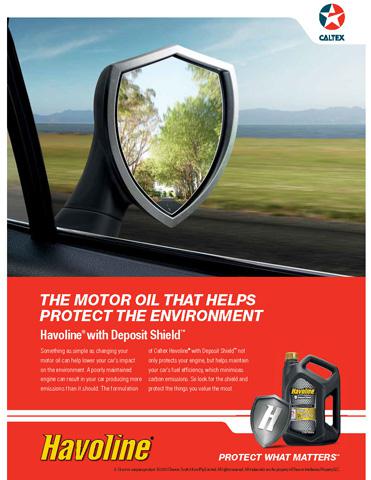 CALTEX
THE MOTOR OIL THAT HELPS
PROTECT THE ENVIRONMENT
Havoline® with Deposit Shield™
Something as simple as changing your
motor oil can help lower your car's impact
on the environment. A poorly maintained
engine can result in your car producing more
emissions than it should. The formulation
of Caltex Havoline® with Deposit Shield™ not
only protects your engine, but helps maintain
your car's fuel efficiency, which minimises
carbon emissions. So look for the shield and
protect the things you value the most.
Havoline®
H
Havoline
PROTECT WHAT MATTERS™